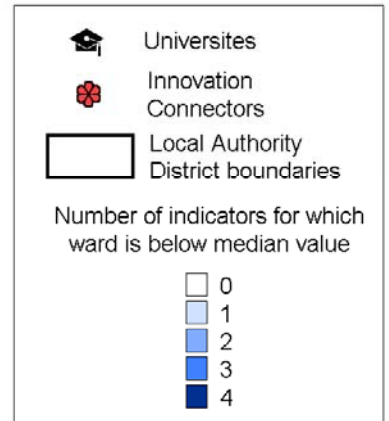 Universites
Innovation
Connectors
Local Authority
District boundaries
Number of indicators for which
ward is below median value
0
1
2
3
4